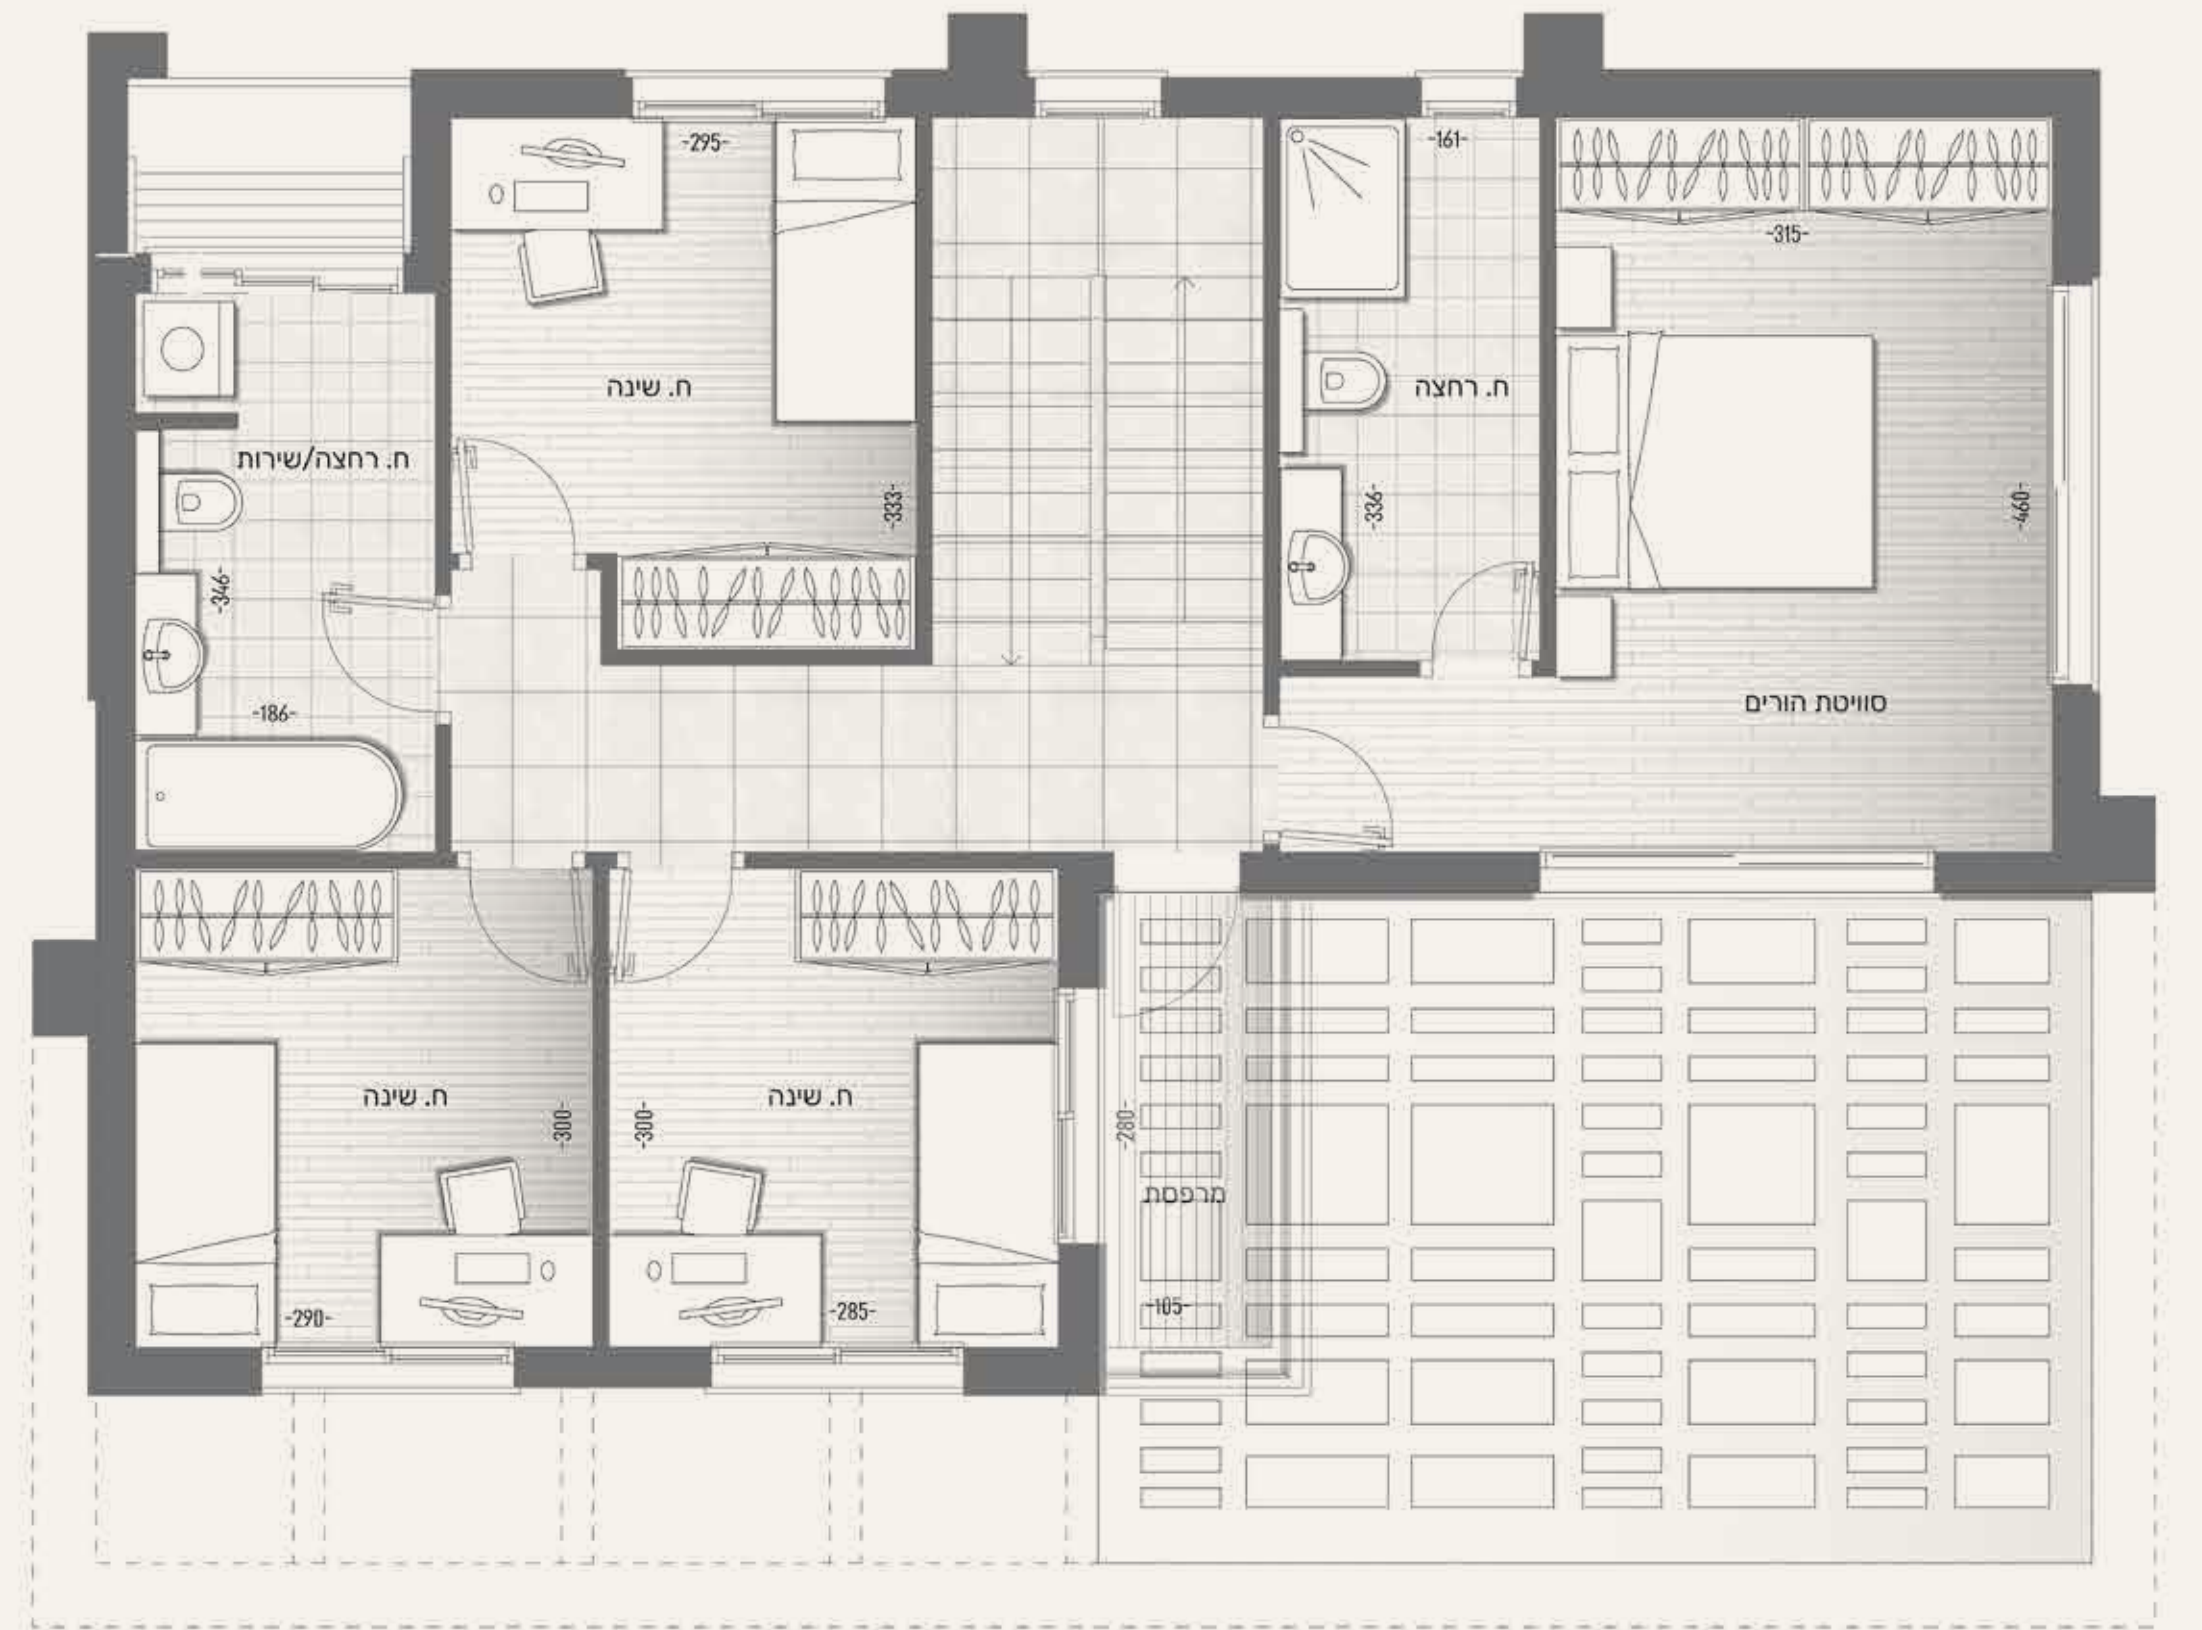 -295-
-161-
-315-
ח. שינה
-333-
ח. רחצה
-336-
-460-
ח. רחצה/שירות
-346-
-186-
סוויטת הורים
ח. שינה
-300-
-290-
ח. שינה
-300-
-285-
-280-
מרפסת
-105-